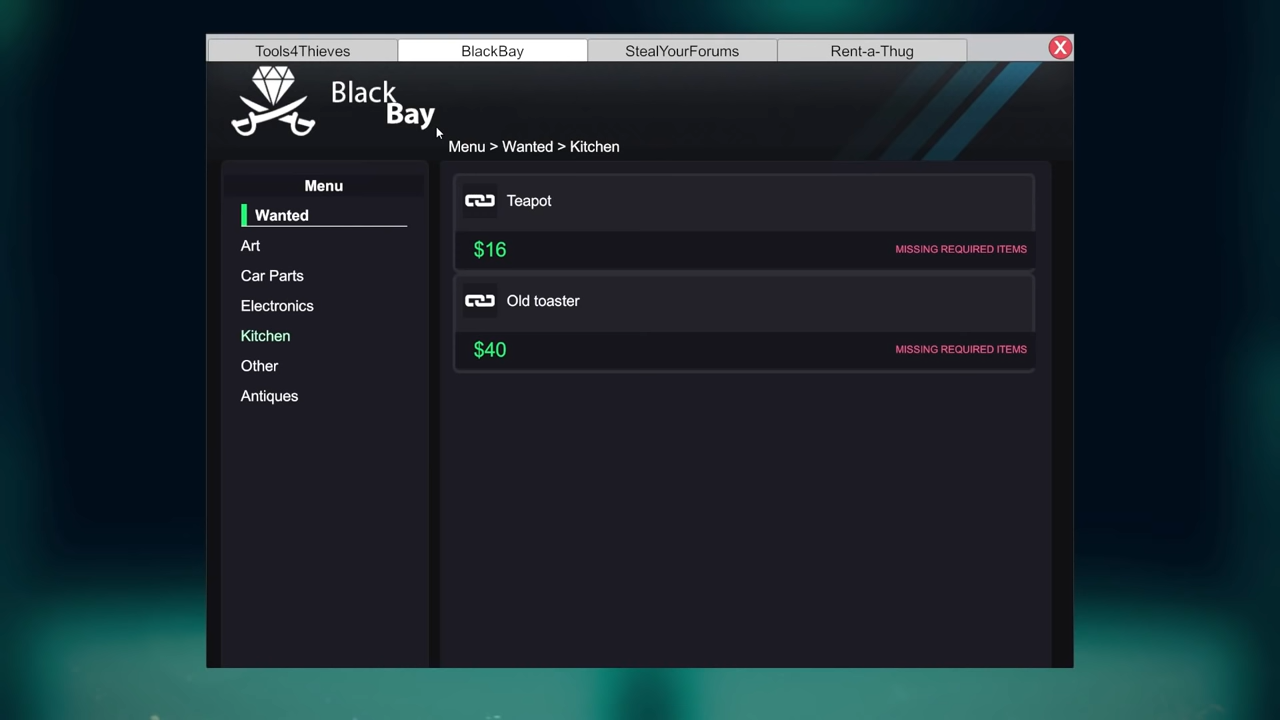 Tools4Thieves
BlackBay
StealYourForums
Rent-a-Thug
X
Black
Bay
Menu > Wanted > Kitchen
Menu
Wanted
Art
Car Parts
Electronics
Kitchen
Other
Antiques
Teapot
$16
MISSING REQUIRED ITEMS
Old toaster
$40
MISSING REQUIRED ITEMS